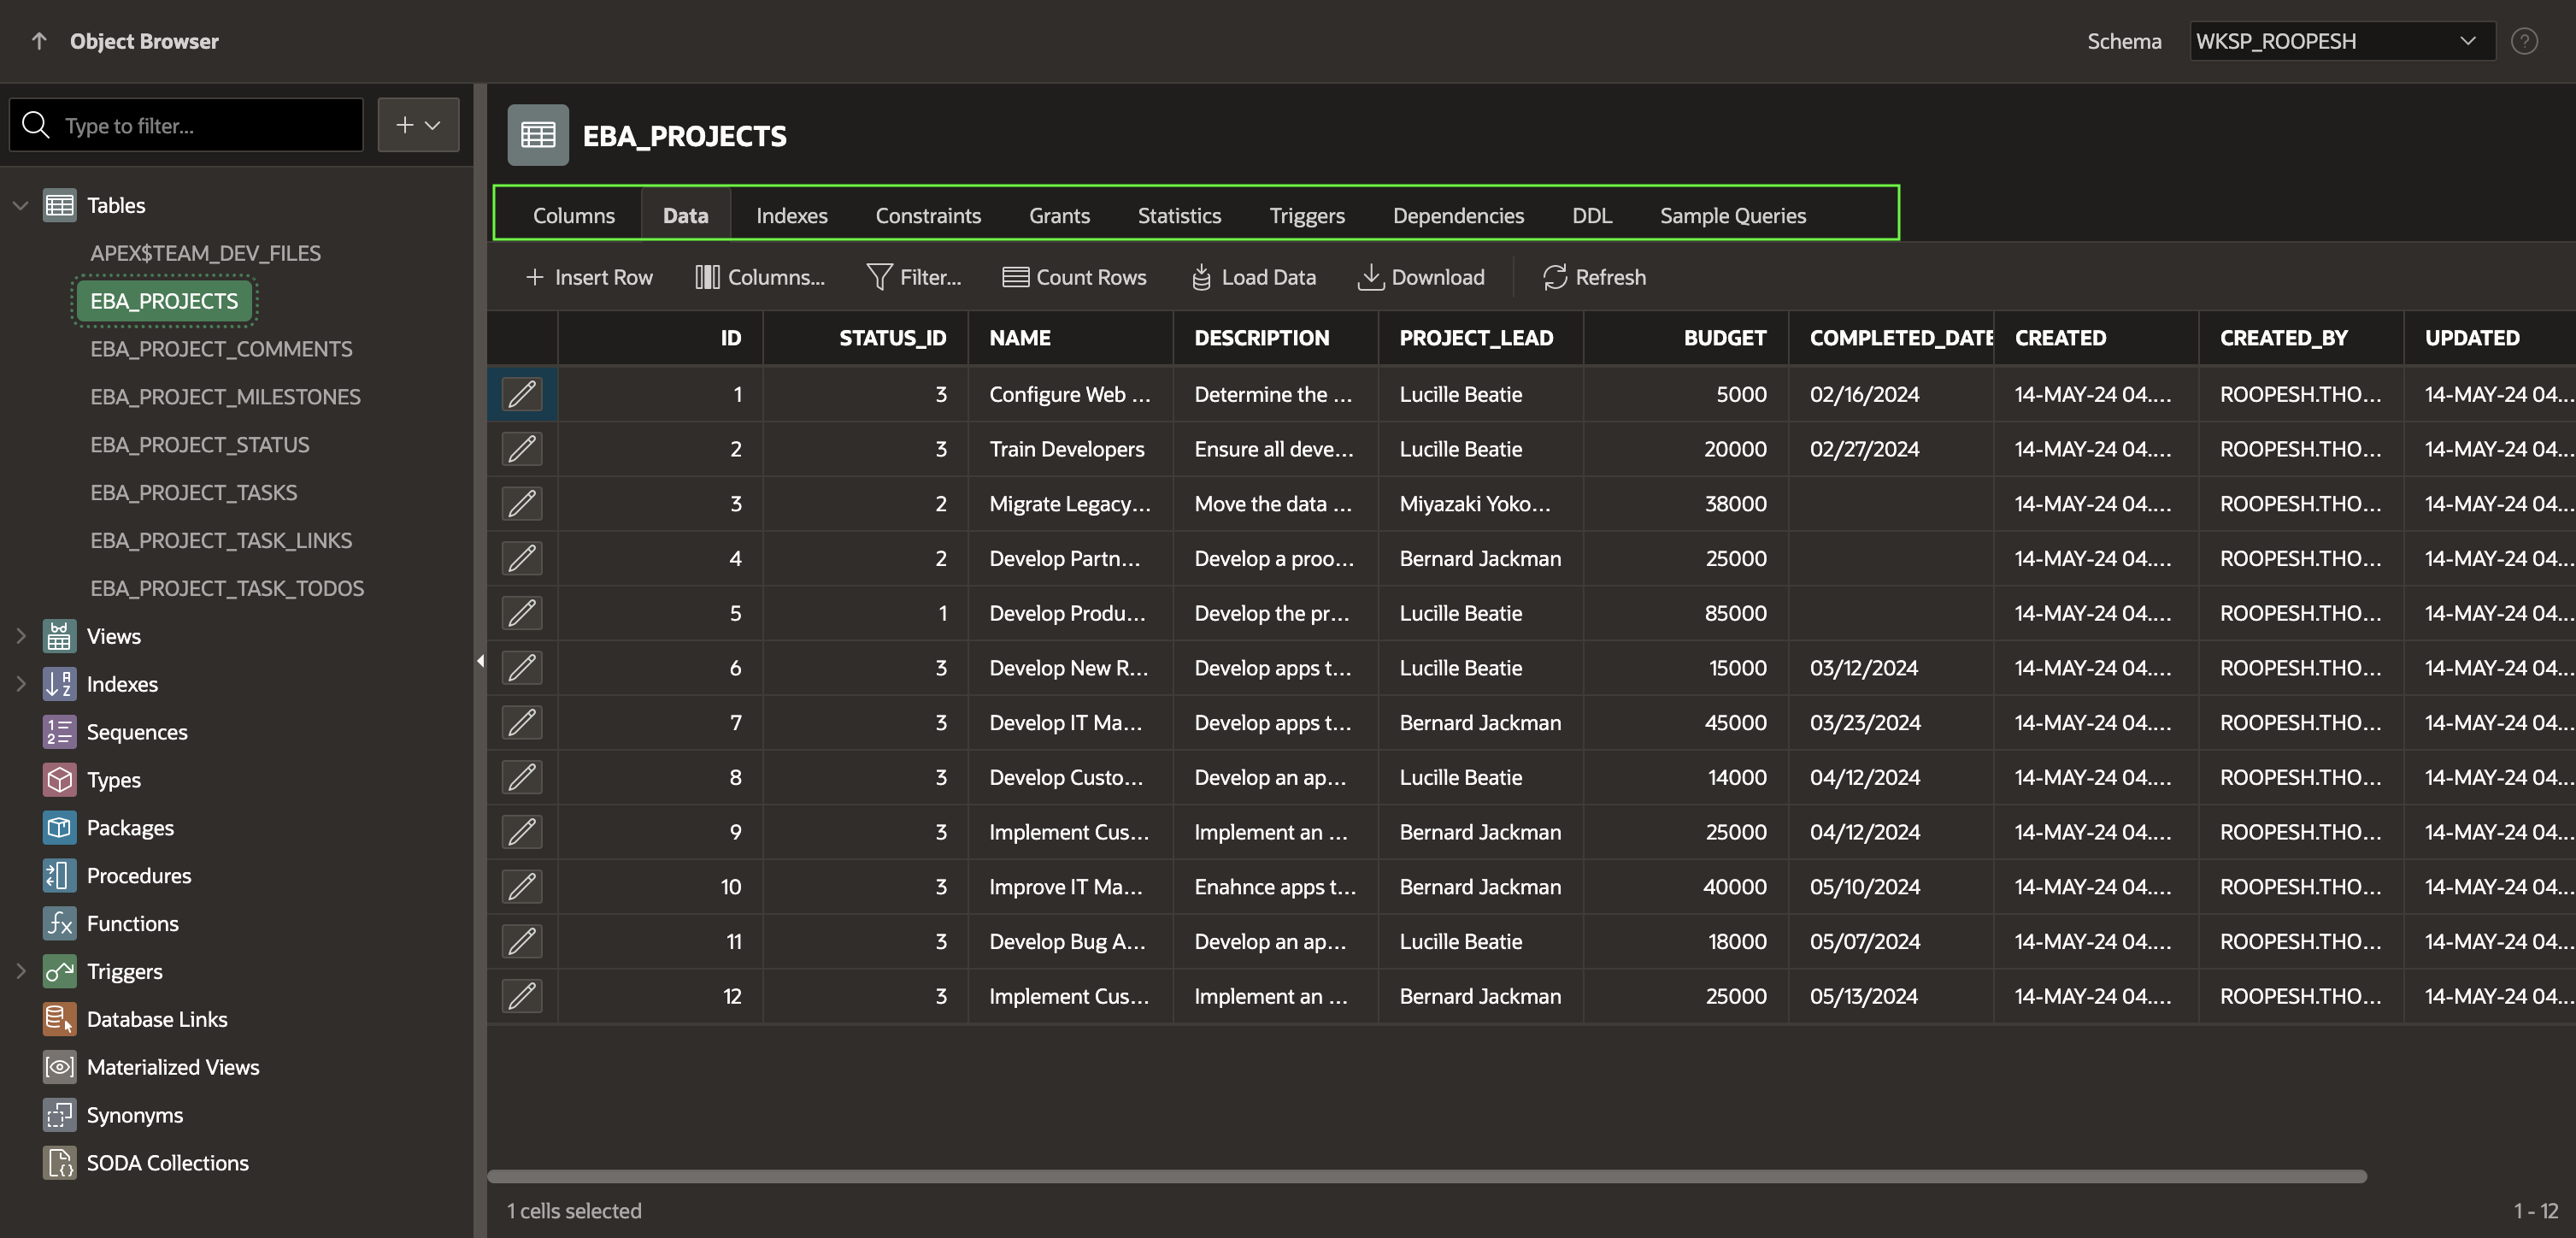 Object Browser
Schema WKSP_ROOPESH ?
Type to filter...
Tables
APEX$TEAM_DEV_FILES
EBA_PROJECTS
EBA_PROJECT_COMMENTS
EBA_PROJECT_MILESTONES
EBA_PROJECT_STATUS
EBA_PROJECT_TASKS
EBA_PROJECT_TASK_LINKS
EBA_PROJECT_TASK_TODOS
Views
Indexes
Sequences
Types
Packages
Procedures
Functions
Triggers
Database Links
Materialized Views
Synonyms
SODA Collections
EBA_PROJECTS
Columns Data Indexes Constraints Grants Statistics Triggers Dependencies DDL Sample Queries
Insert Row Columns... Filter... Count Rows Load Data Download Refresh
ID STATUS_ID NAME DESCRIPTION PROJECT_LEAD BUDGET COMPLETED_DATE CREATED CREATED_BY UPDATED
1 3 Configure Web ... Determine the ... Lucille Beatie 5000 02/16/2024 14-MAY-24 04.... ROOPESH.THO... 14-MAY-24 04...
2 3 Train Developers Ensure all deve... Lucille Beatie 20000 02/27/2024 14-MAY-24 04.... ROOPESH.THO... 14-MAY-24 04...
3 2 Migrate Legacy... Move the data ... Miyazaki Yoko... 38000 14-MAY-24 04.... ROOPESH.THO... 14-MAY-24 04...
4 2 Develop Partn... Develop a proo... Bernard Jackman 25000 14-MAY-24 04.... ROOPESH.THO... 14-MAY-24 04...
5 1 Develop Produ... Develop the pr... Lucille Beatie 85000 14-MAY-24 04.... ROOPESH.THO... 14-MAY-24 04...
6 3 Develop New R... Develop apps t... Lucille Beatie 15000 03/12/2024 14-MAY-24 04.... ROOPESH.THO... 14-MAY-24 04...
7 3 Develop IT Ma... Develop apps t... Bernard Jackman 45000 03/23/2024 14-MAY-24 04.... ROOPESH.THO... 14-MAY-24 04...
8 3 Develop Custo... Develop an ap... Lucille Beatie 14000 04/12/2024 14-MAY-24 04.... ROOPESH.THO... 14-MAY-24 04...
9 3 Implement Cus... Implement an ... Bernard Jackman 25000 04/12/2024 14-MAY-24 04.... ROOPESH.THO... 14-MAY-24 04...
10 3 Improve IT Ma... Enahnce apps t... Bernard Jackman 40000 05/10/2024 14-MAY-24 04.... ROOPESH.THO... 14-MAY-24 04...
11 3 Develop Bug A... Develop an ap... Lucille Beatie 18000 05/07/2024 14-MAY-24 04.... ROOPESH.THO... 14-MAY-24 04...
12 3 Implement Cus... Implement an ... Bernard Jackman 25000 05/13/2024 14-MAY-24 04.... ROOPESH.THO... 14-MAY-24 04...
1 cells selected
1 - 12